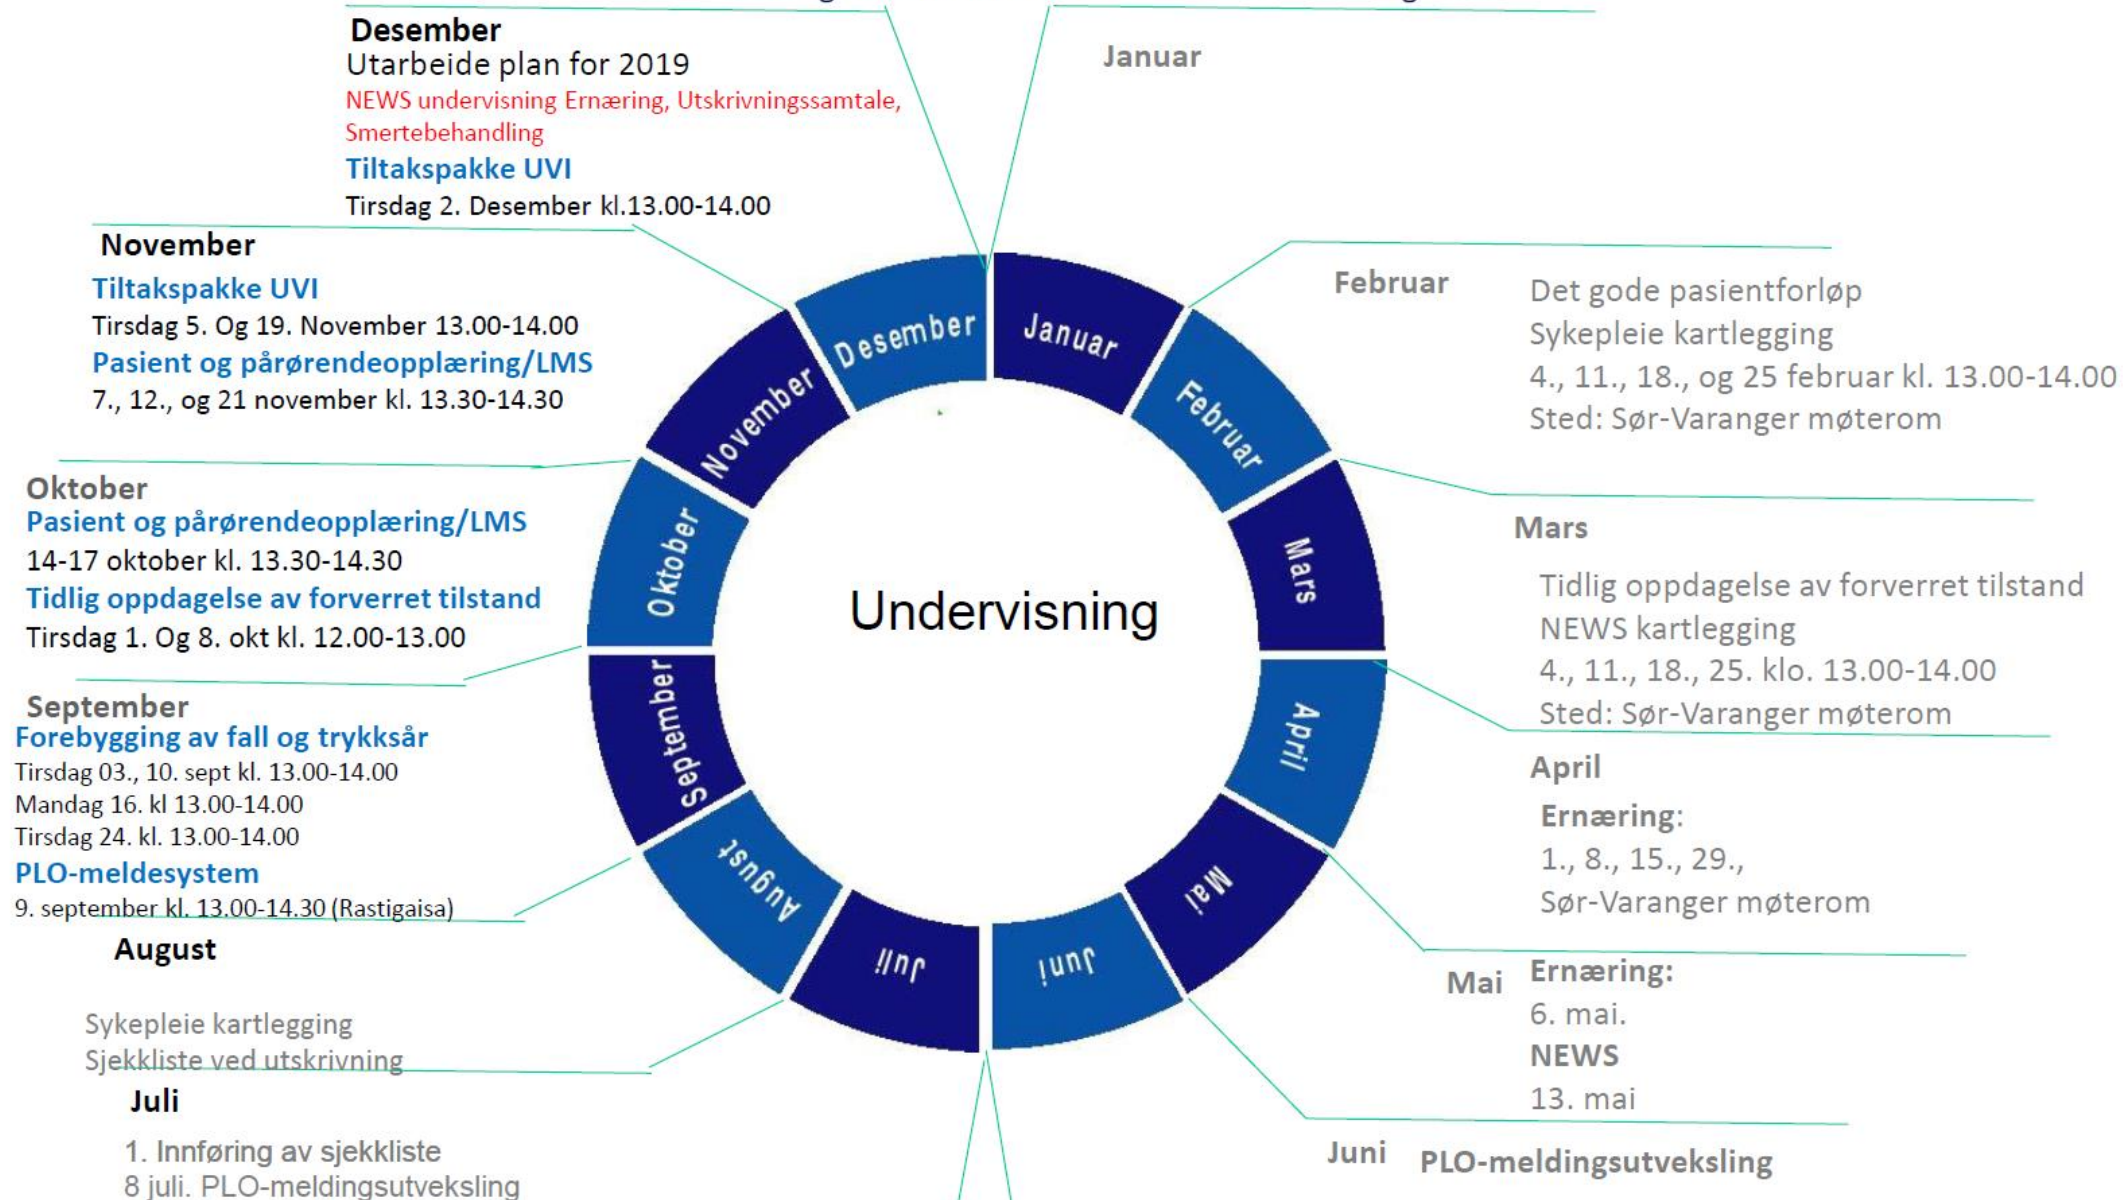 Desember
Utarbeide plan for 2019
NEWS undervisning Ernæring, Utskrivningssamtale,
Smertebehandling
Tiltakspakke UVI
Tirsdag 2. Desember kl.13.00-14.00
November
Tiltakspakke UVI
Tirsdag 5. Og 19. November 13.00-14.00
Pasient og pårørendeopplæring/LMS
7., 12., og 21 november kl. 13.30-14.30
Oktober
Pasient og pårørendeopplæring/LMS
14-17 oktober kl. 13.30-14.30
Tidlig oppdagelse av forverret tilstand
Tirsdag 1. Og 8. okt kl. 12.00-13.00
September
Forebygging av fall og trykksår
Tirsdag 03., 10. sept kl. 13.00-14.00
Mandag 16. kl 13.00-14.00
Tirsdag 24. kl. 13.00-14.00
PLO-meldesystem
9. september kl. 13.00-14.30 (Rastigaisa)
August
Sykepleie kartlegging
Sjekkliste ved utskrivning
Juli
1. Innføring av sjekkliste
8 juli. PLO-meldingsutveksling
Undervisning
Januar
Februar
Mars
April
Mai
Juni
Juli
August
September
Oktober
November
Desember
Januar
Februar
Det gode pasientforløp
Sykepleie kartlegging
4., 11., 18., og 25 februar kl. 13.00-14.00
Sted: Sør-Varanger møterom
Mars
Tidlig oppdagelse av forverret tilstand
NEWS kartlegging
4., 11., 18., 25. klo. 13.00-14.00
Sted: Sør-Varanger møterom
April
Ernæring:
1., 8., 15., 29.,
Sør-Varanger møterom
Mai
Ernæring:
6. mai.
NEWS
13. mai
Juni
PLO-meldingsutveksling